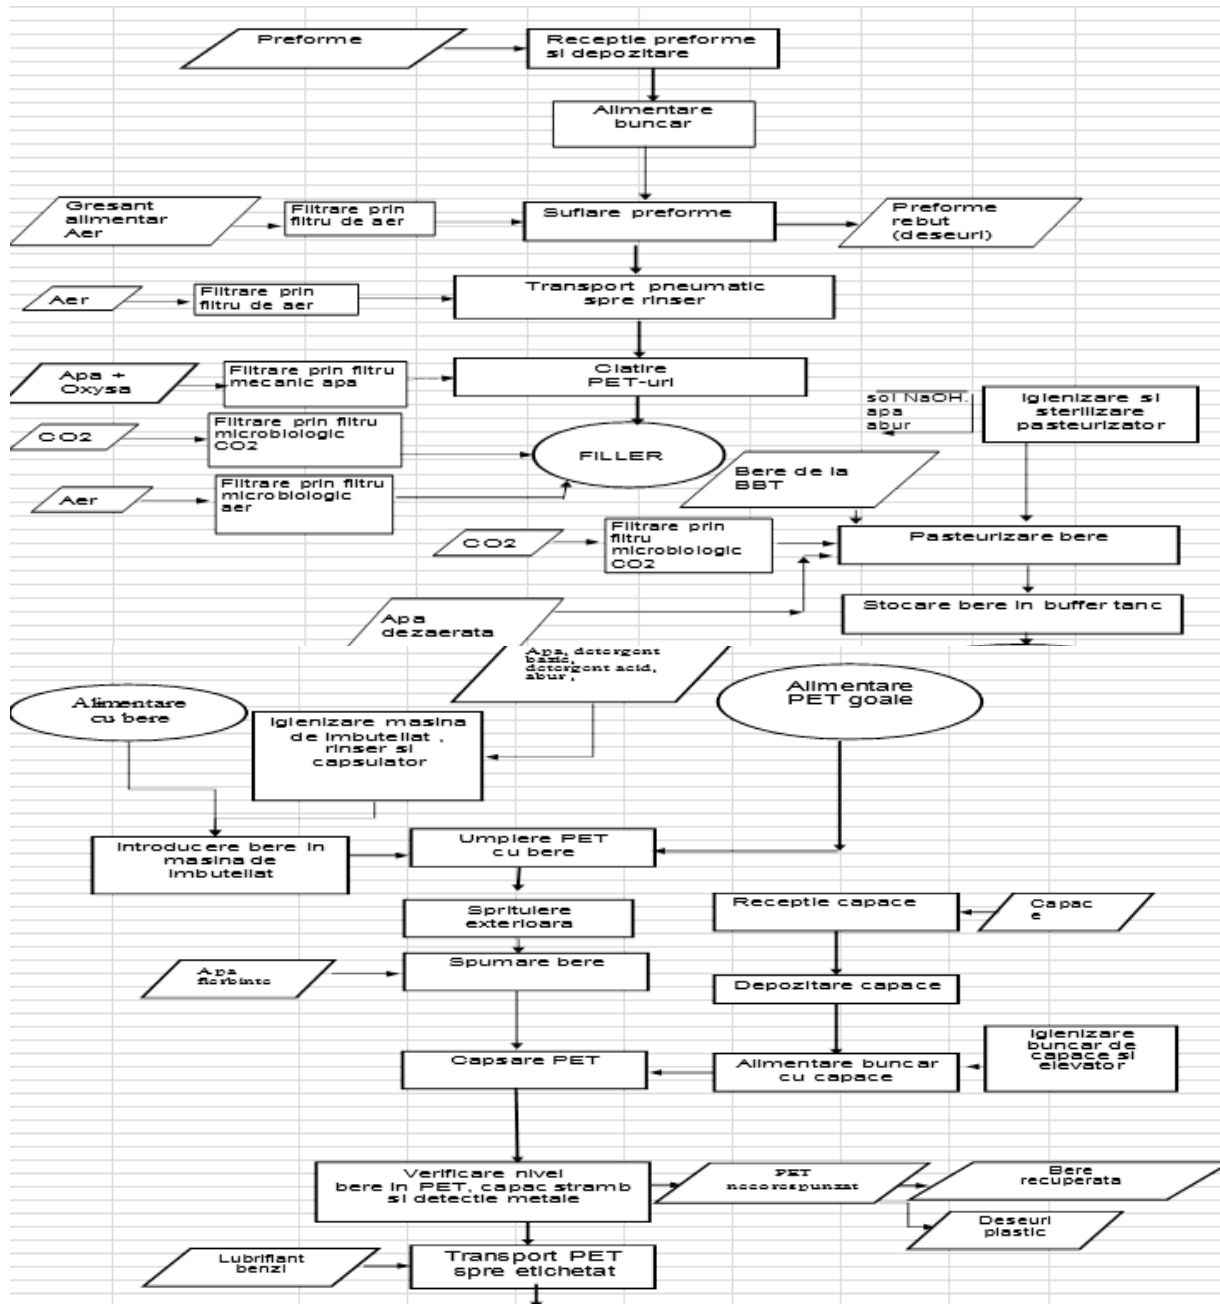 Preforme
Receptie preforme
si depozitare
Alimentare
buncar
Gresant
alimentar
Aer
Filtrare prin
filtru de aer
Suflare preforme
Preforme
rebut
(deseuri)
Aer
Filtrare prin
filtru de aer
Transport pneumatic
spre rinser
Apa +
Oxysa
Filtrare prin filtru
mecanic apa
Clatire
PET-uri
sol NaOH.
apa
abur
Igienizare si
sterilizare
pasteurizator
CO2
Filtrare prin filtru
microbiologic
CO2
FILLER
Bere de la
BBT
Aer
Filtrare prin filtru
microbiologic
aer
CO2
Filtrare prin
filtru
microbiologic
CO2
Pasteurizare bere
Apa
dezaerata
Stocare bere in buffer tanc
Apa, detergent
bazic,
detergent acid,
abur ,
Alimentare
cu bere
Igienizare masina
de imbuteliat ,
rinser si
capsulator
Alimentare
PET goale
Introducere bere in
masina de
imbuteliat
Umplere PET
cu bere
Sprituiere
exterioara
Receptie capace
Capac
e
Apa
fierbinte
Spumare bere
Depozitare capace
Capsare PET
Alimentare buncar
cu capace
Igienizare
buncar de
capace si
elevator
Verificare nivel
bere in PET, capac stramb
si detectie metale
PET
necorespunzat
Bere
recuperata
Deseuri
plastic
Lubrifiant
benzi
Transport PET
spre etichetat